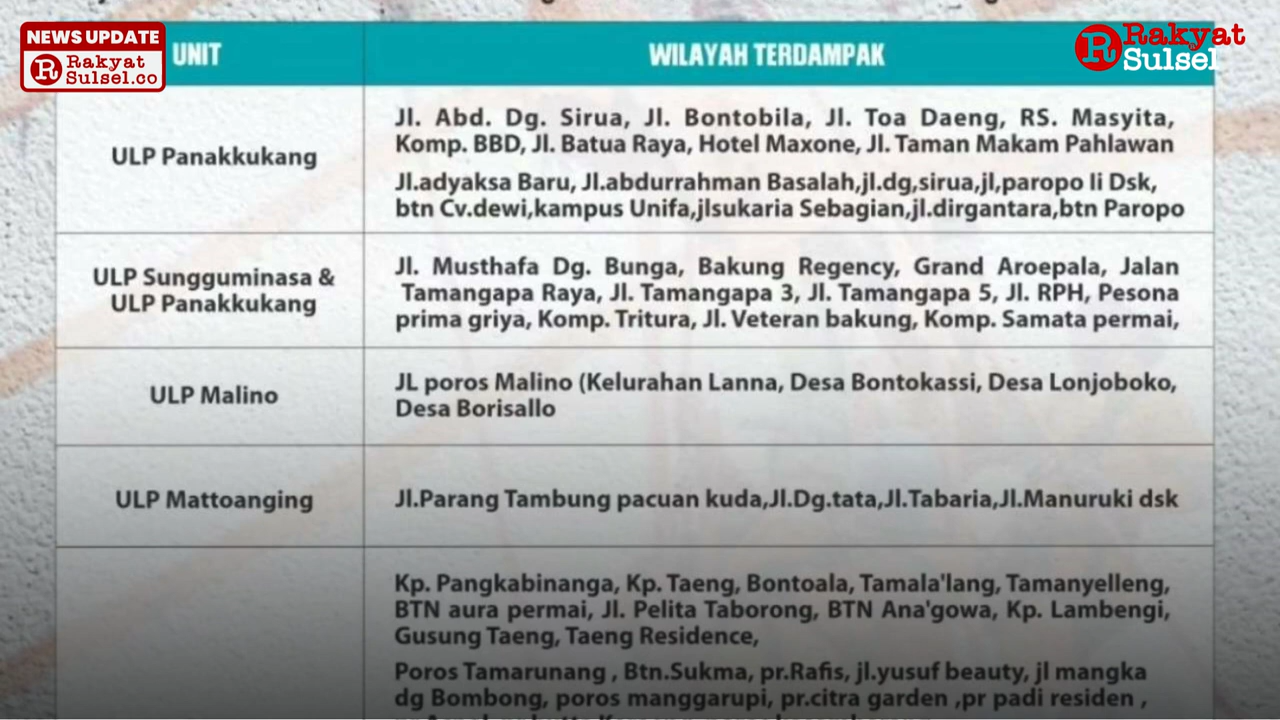 NEWS UPDATE
Rakyat
Sulsel.co
UNIT
WILAYAH TERDAMPAK
Rakyat
Sulsel
ULP Panakkukang
Jl. Abd. Dg. Sirua, Jl. Bontobila, Jl. Toa Daeng, RS. Masyita,
Komp. BBD, Jl. Batua Raya, Hotel Maxone, Jl. Taman Makam Pahlawan
Jl.adyaksa Baru, Jl.abdurrahman Basalah,jl.dg,sirua,jl,paropo Ii Dsk,
btn Cv.dewi,kampus Unifa,jlsukaria Sebagian,jl.dirgantara,btn Paropo
ULP Sungguminasa &
ULP Panakkukang
Jl. Musthafa Dg. Bunga, Bakung Regency, Grand Aroepala, Jalan
Tamangapa Raya, Jl. Tamangapa 3, Jl. Tamangapa 5, Jl. RPH, Pesona
prima griya, Komp. Tritura, Jl. Veteran bakung, Komp. Samata permai,
ULP Malino
JL poros Malino (Kelurahan Lanna, Desa Bontokassi, Desa Lonjoboko,
Desa Borisallo
ULP Mattoanging
Jl.Parang Tambung pacuan kuda,Jl.Dg.tata,Jl.Tabaria,Jl.Manuruki dsk
Kp. Pangkabinanga, Kp. Taeng, Bontoala, Tamala'lang, Tamanyelleng,
BTN aura permai, Jl. Pelita Taborong, BTN Ana'gowa, Kp. Lambengi,
Gusung Taeng, Taeng Residence,
Poros Tamarunang , Btn.Sukma, pr.Rafis, jl.yusuf beauty, jl mangka
dg Bombong, poros manggarupi, pr.citra garden ,pr padi residen ,